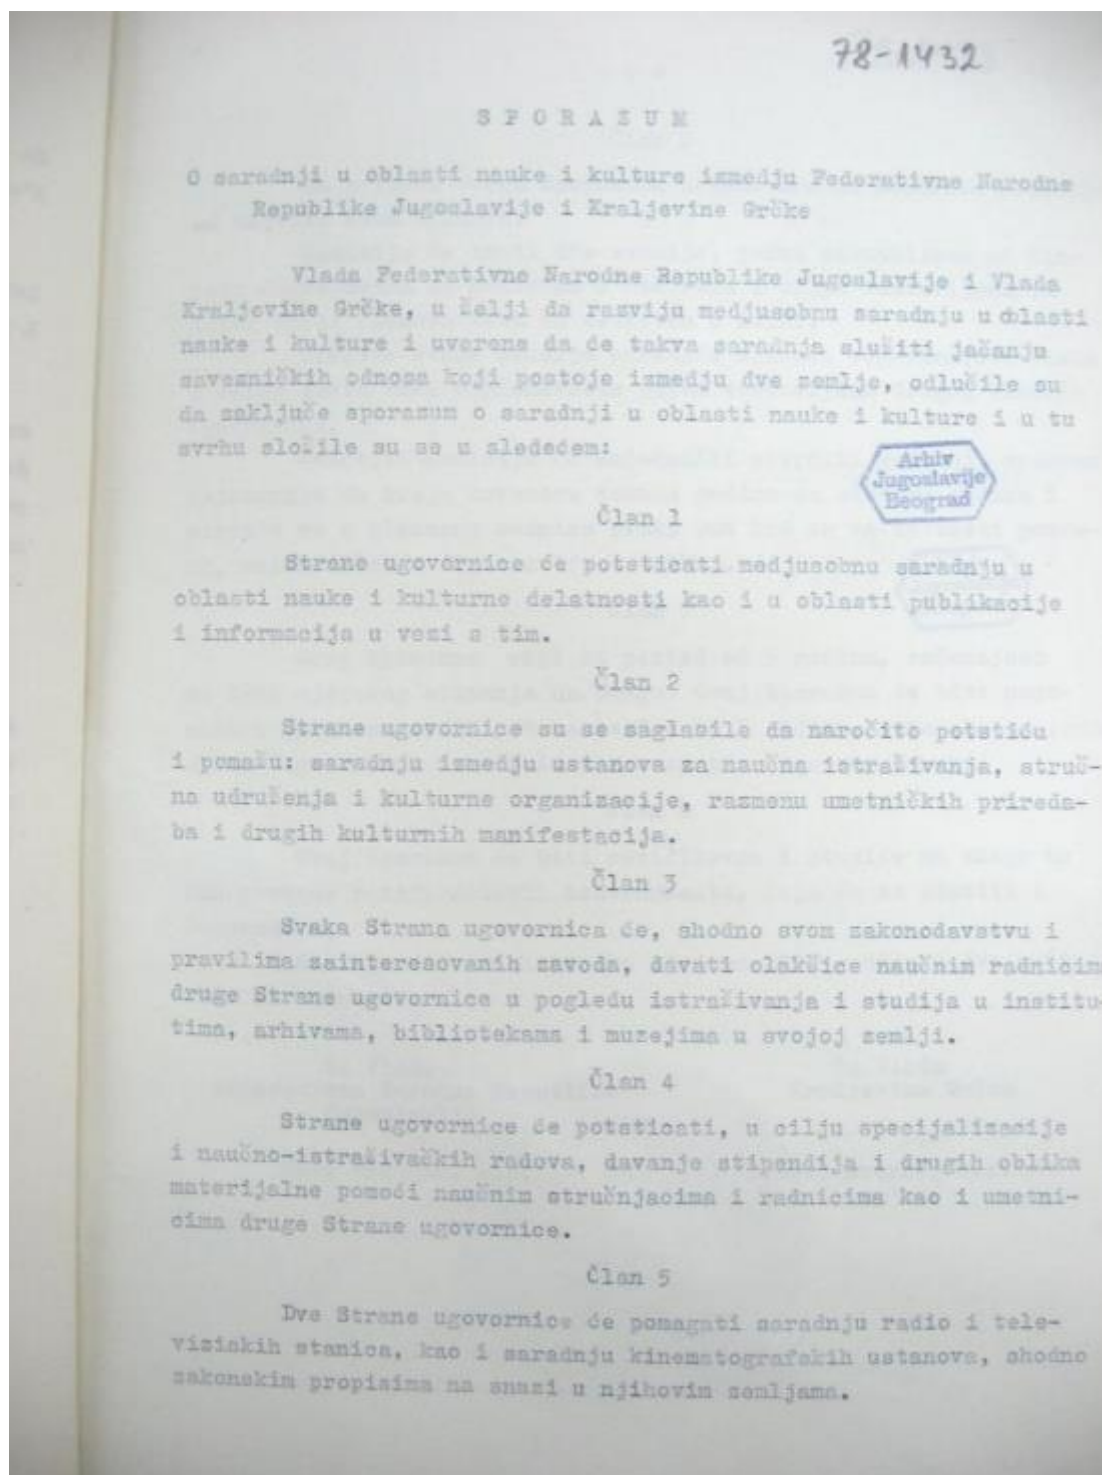 78-1432
SPORAZUM
O saradnji u oblasti nauke i kulture izmedju Federativne Narodne
Republike Jugoslavije i Kraljevine Grčke
Vlada Federativne Narodne Republike Jugoslavije i Vlada
Kraljevine Grčke, u želji da razviju medjusobnu saradnju u oblasti
nauke i kulture i uverene da će takva saradnja služiti jačanju
savezničkih odnosa koji postoje izmedju dve zemlje, odlučile su
da zaključe sporazum o saradnji u oblasti nauke i kulture i u tu
svrhu složile su se u sledećem:
Arhiv
Jugoslavije
Beograd
Član 1
Strane ugovornice će potsticati medjusobnu saradnju u
oblasti nauke i kulturne delatnosti kao i u oblasti publikacije
i informacija u vezi s tim.
Član 2
Strane ugovornice su se saglasile da naročito potstiću
i pomažu: saradnju izmedju ustanova za naučna istraživanja, struč-
na udruženja i kulturne organizacije, razmenu umetničkih prireda-
ba i drugih kulturnih manifestacija.
Član 3
Svaka Strana ugovornica će, shodno svom zakonodavstvu i
pravilima zainteresovanih zavoda, davati olakšice naučnim radnicima
druge Strane ugovornice u pogledu istraživanja i studija u institu-
tima, arhivama, bibliotekama i muzejima u svojoj zemlji.
Član 4
Strane ugovornice će potsticati, u cilju specijalizacije
i naučno-istraživačkih radova, davanje stipendija i drugih oblika
materijalne pomoći naučnim stručnjacima i radnicima kao i umetni-
cima druge Strane ugovornice.
Član 5
Dve Strane ugovornice će pomagati saradnju radio i tele-
viziskih stanica, kao i saradnju kinematografskih ustanova, shodno
zakonskim propisima na snazi u njihovim zemljama.